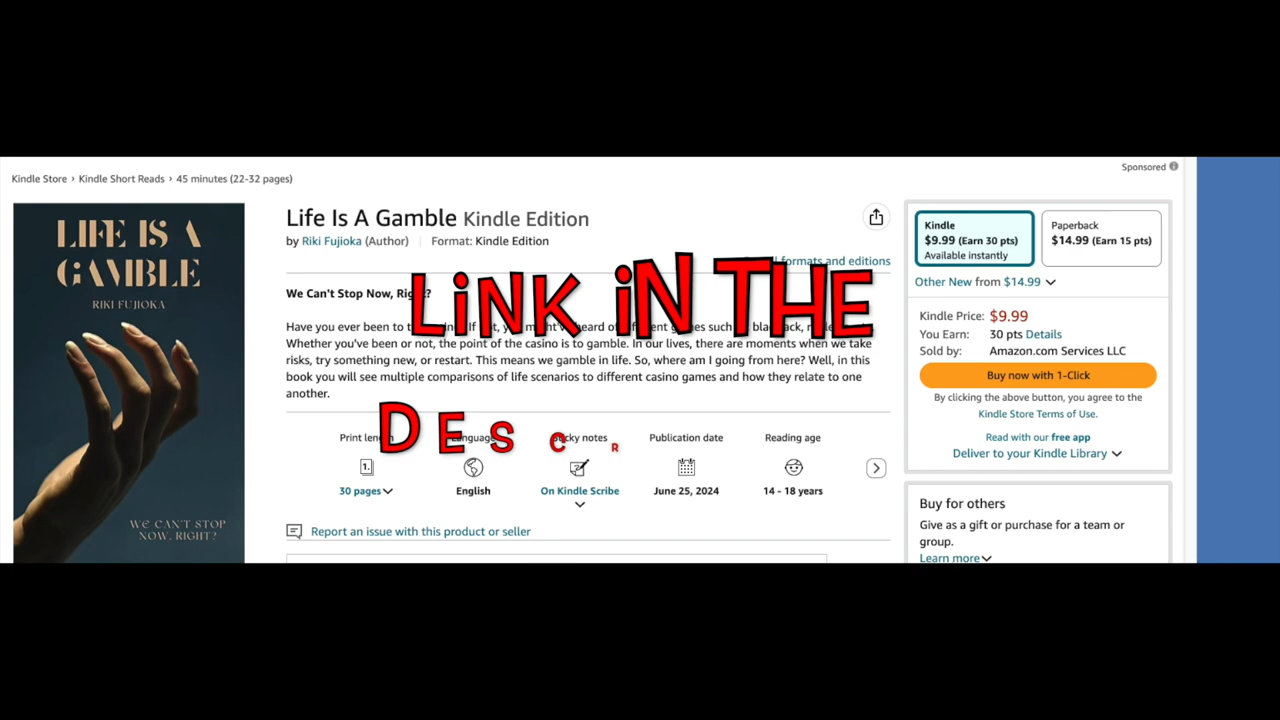 Sponsored
Kindle Store › Kindle Short Reads › 45 minutes (22-32 pages)
LIFE IS A
GAMBLE
RIKI FUJIOKA
WE CAN'T STOP
NOW, RIGHT?
Life Is A Gamble Kindle Edition
by Riki Fujioka (Author) | Format: Kindle Edition
formats and editions
LiNK iN THE
DESCR
We Can't Stop Now, Right?
Have you ever been to
Whether you've been or not, the point of the casino is to gamble. In our lives, there are moments when we take
risks, try something new, or restart. This means we gamble in life. So, where am I going from here? Well, in this
book you will see multiple comparisons of life scenarios to different casino games and how they relate to one
another.
Print length
Language
Sticky notes
Publication date
Reading age
1.
30 pages
English
On Kindle Scribe
June 25, 2024
14 - 18 years
Report an issue with this product or seller
Kindle
$9.99 (Earn 30 pts)
Available instantly
Paperback
$14.99 (Earn 15 pts)
Other New from $14.99
Kindle Price: $9.99
You Earn: 30 pts Details
Sold by: Amazon.com Services LLC
Buy now with 1-Click
By clicking the above button, you agree to the
Kindle Store Terms of Use.
Read with our free app
Deliver to your Kindle Library
Buy for others
Give as a gift or purchase for a team or
group.
Learn more